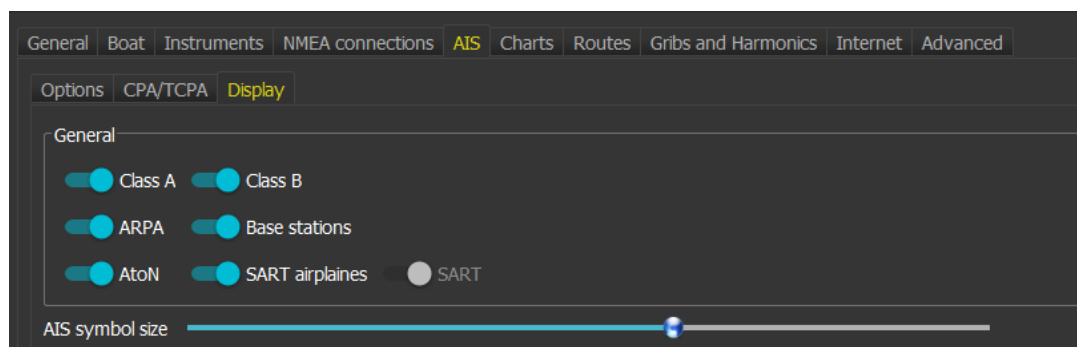 General Boat Instruments NMEA connections AIS Charts Routes Gribs and Harmonics Internet Advanced
Options CPA/TCPA Display
General
Class A Class B
ARPA Base stations
AtoN SART airplaines SART
AIS symbol size